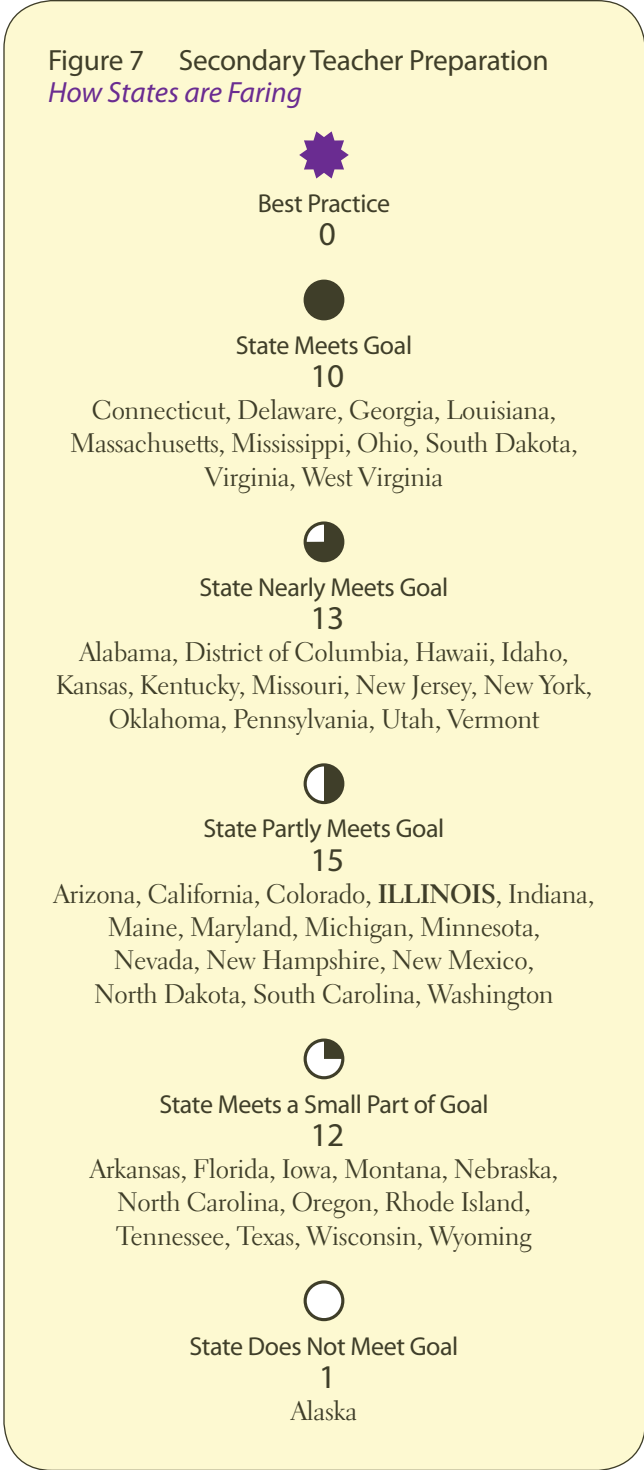 Figure 7 Secondary Teacher Preparation
How States are Faring
Best Practice
0
State Meets Goal
10
Connecticut, Delaware, Georgia, Louisiana,
Massachusetts, Mississippi, Ohio, South Dakota,
Virginia, West Virginia
State Nearly Meets Goal
13
Alabama, District of Columbia, Hawaii, Idaho,
Kansas, Kentucky, Missouri, New Jersey, New York,
Oklahoma, Pennsylvania, Utah, Vermont
State Partly Meets Goal
15
Arizona, California, Colorado, ILLINOIS, Indiana,
Maine, Maryland, Michigan, Minnesota,
Nevada, New Hampshire, New Mexico,
North Dakota, South Carolina, Washington
State Meets a Small Part of Goal
12
Arkansas, Florida, Iowa, Montana, Nebraska,
North Carolina, Oregon, Rhode Island,
Tennessee, Texas, Wisconsin, Wyoming
State Does Not Meet Goal
1
Alaska